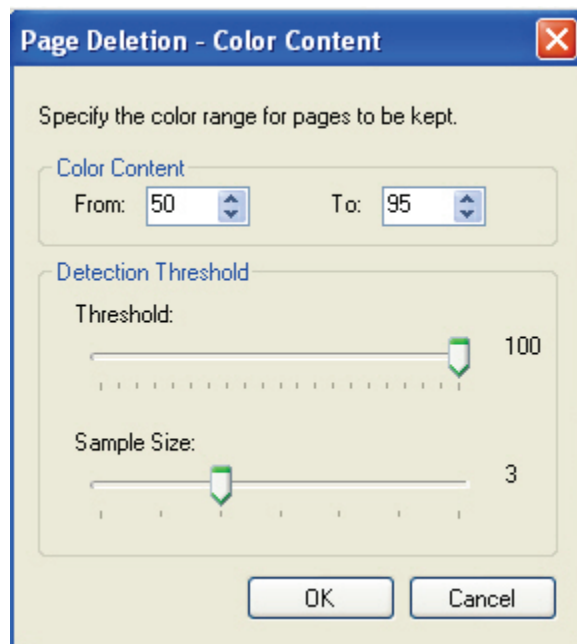 Page Deletion - Color Content
Specify the color range for pages to be kept.
Color Content
From: 50 To: 95
Detection Threshold
Threshold:
100
Sample Size:
3
OK Cancel